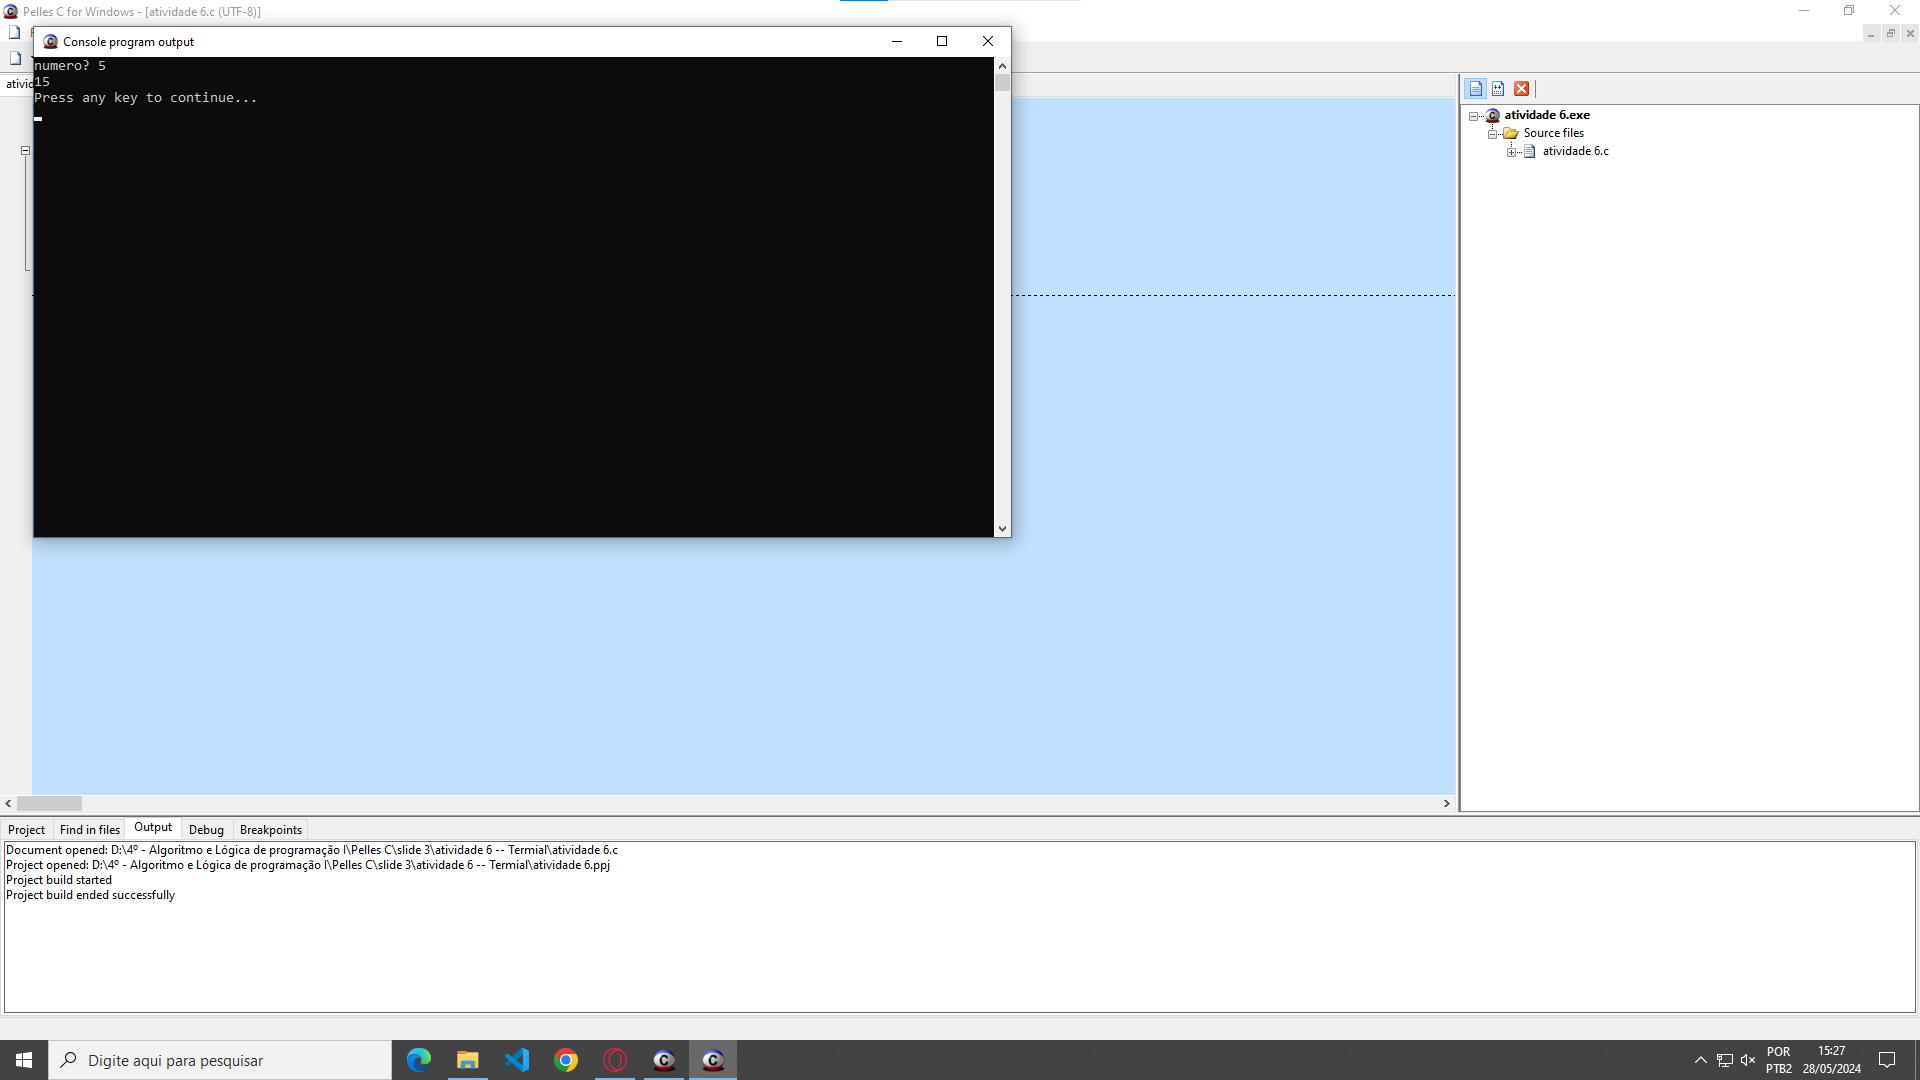 Pelles C for Windows - [atividade 6.c (UTF-8)]
Console program output
numero? 5
15
Press any key to continue...
ativid
atividade 6.exe
Source files
atividade 6.c
Project
Find in files
Output
Debug
Breakpoints
Document opened: D:\4º - Algoritmo e Lógica de programação I\Pelles C\slide 3\atividade 6 -- Termial\atividade 6.c
Project opened: D:\4º - Algoritmo e Lógica de programação I\Pelles C\slide 3\atividade 6 -- Termial\atividade 6.ppj
Project build started
Project build ended successfully
Digite aqui para pesquisar
POR
PTB2
15:27
28/05/2024